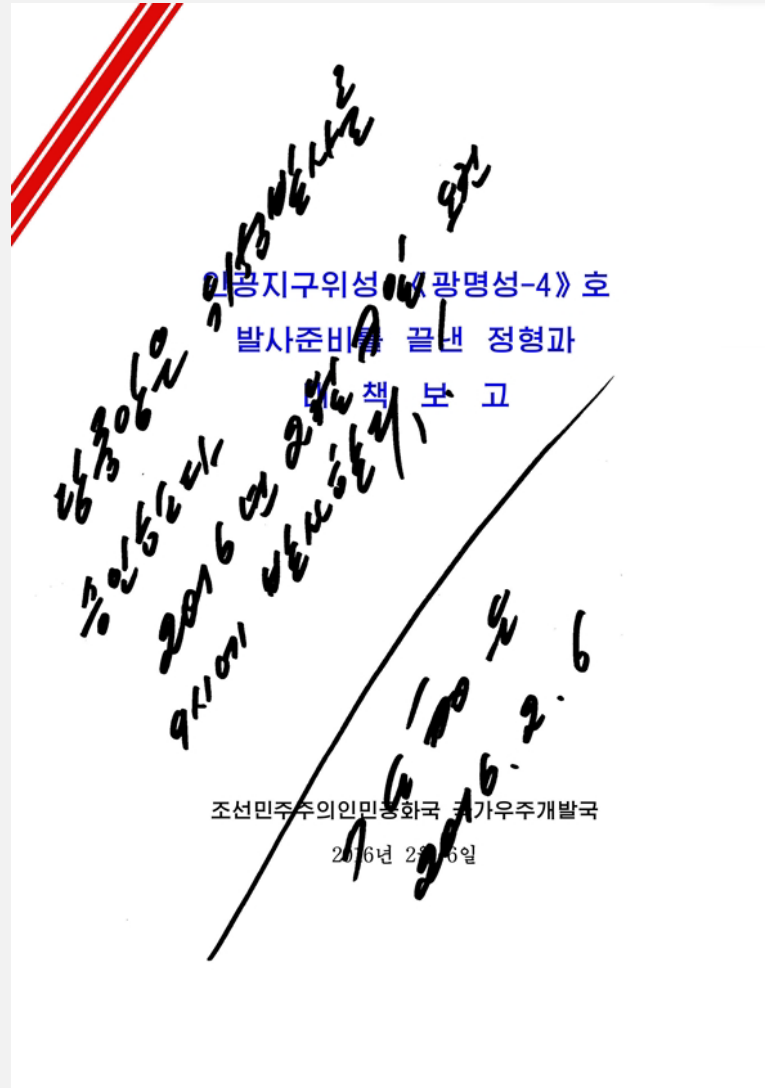 인공지구위성 《광명성-4》호
발사준비를 끝낸 정형과
대 책 보 고
당중앙은 위성발사를
승인한다
2016년 2월 7일 오전
9시에 발사할것!
김정은
2016. 2. 6
조선민주주의인민공화국 국가우주개발국
2016년 2월 6일